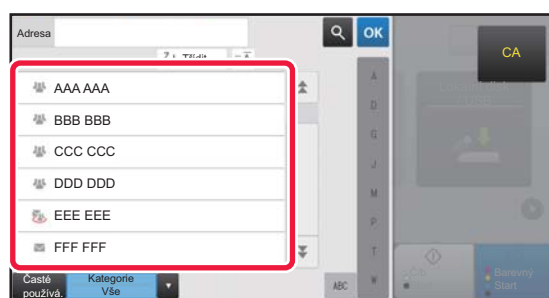 Adresa
OK
CA
Třídit
AAA AAA
BBB BBB
CCC CCC
DDD DDD
EEE EEE
FFF FFF
A
D
G
J
M
P
T
W
ABC
Časté
používá.
Kategorie
Vše
Barevný
Start